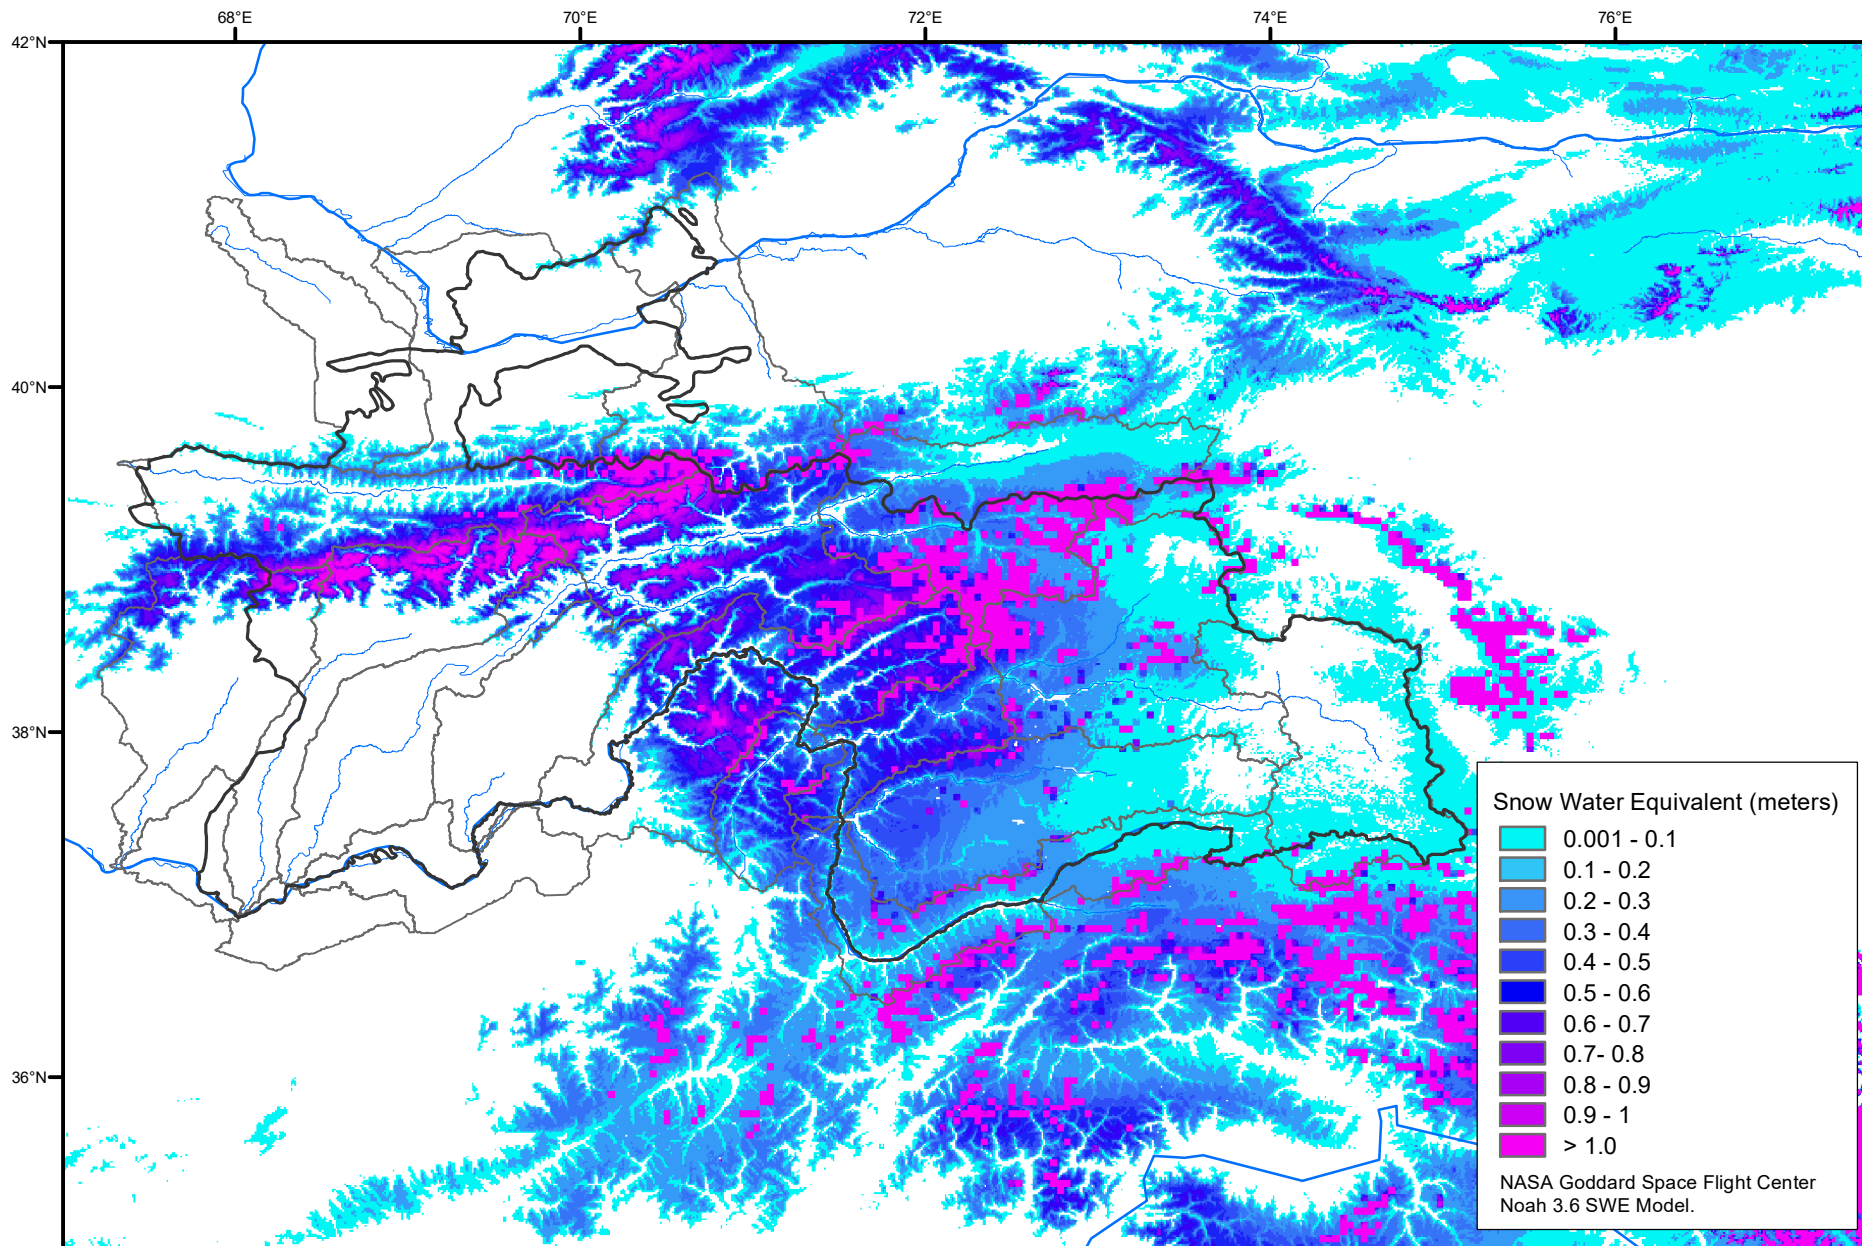 68°E
70°E
72°E
74°E
76°E
42°N
40°N
38°N
36°N
Snow Water Equivalent (meters)
0.001 - 0.1
0.1 - 0.2
0.2 - 0.3
0.3 - 0.4
0.4 - 0.5
0.5 - 0.6
0.6 - 0.7
0.7- 0.8
0.8 - 0.9
0.9 - 1
> 1.0
NASA Goddard Space Flight Center
Noah 3.6 SWE Model.